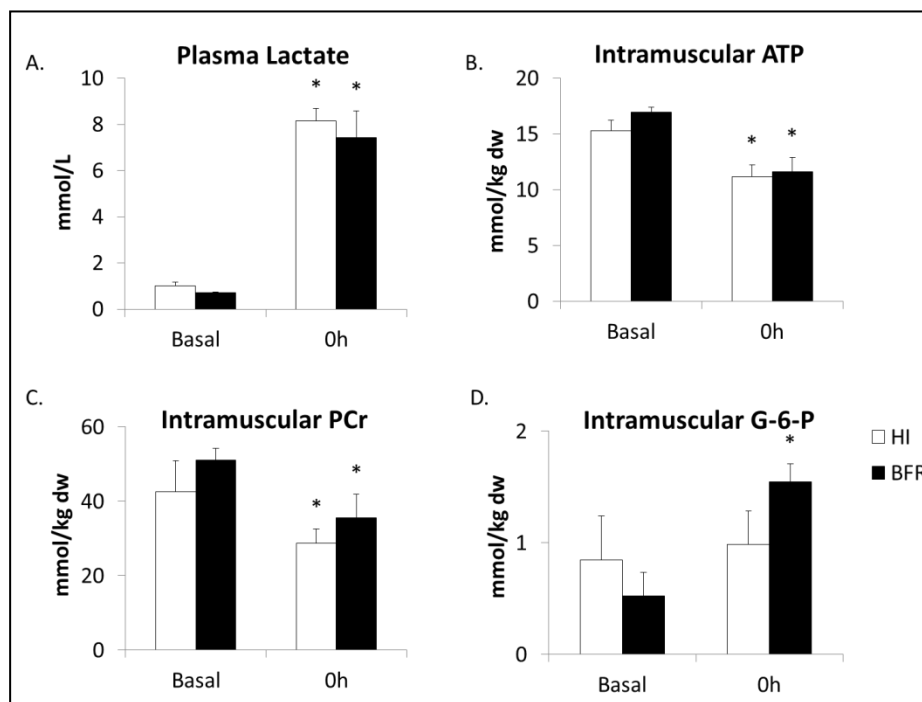 A.
Plasma Lactate
10
8
6
4
2
0
mmol/L
* *
Basal 0h
B.
Intramuscular ATP
20
15
10
5
0
mmol/kg dw
* *
Basal 0h
C.
Intramuscular PCr
60
40
20
0
mmol/kg dw
* *
Basal 0h
D.
Intramuscular G-6-P
2
1
0
mmol/kg dw
*
Basal 0h
HI
BFR